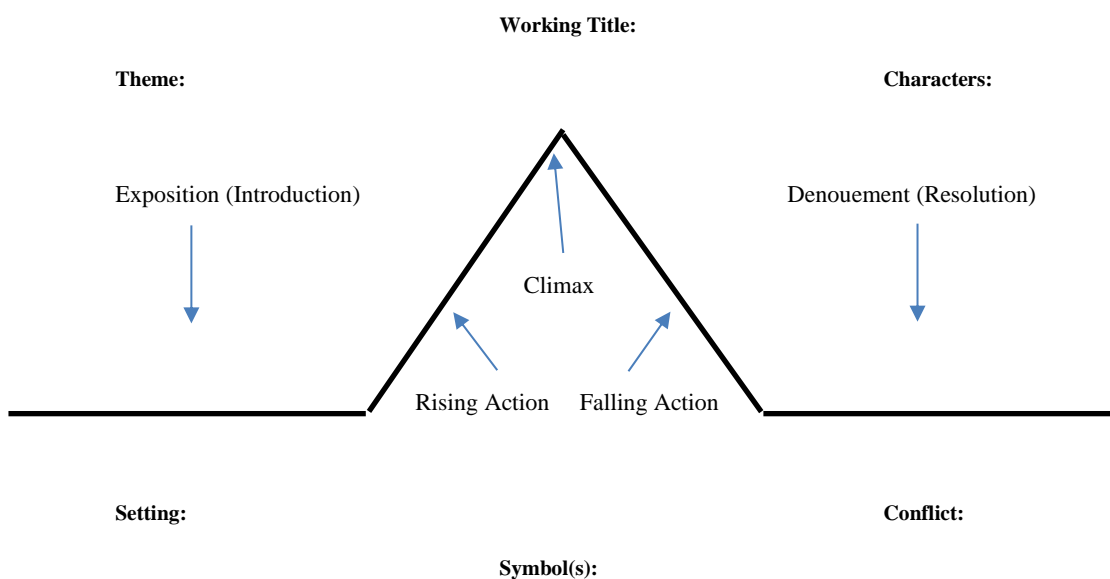 Working Title:
Theme:
Characters:
Exposition (Introduction)
Denouement (Resolution)
Climax
Rising Action
Falling Action
Setting:
Conflict:
Symbol(s):